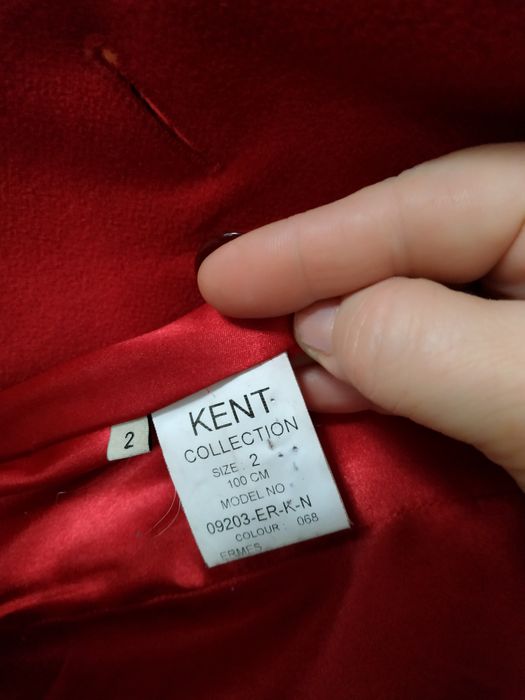 KENT
COLLECTION
SIZE : 2
100 CM
MODEL NO
09203-ER-K-N
COLOUR : 068
ERMES
2